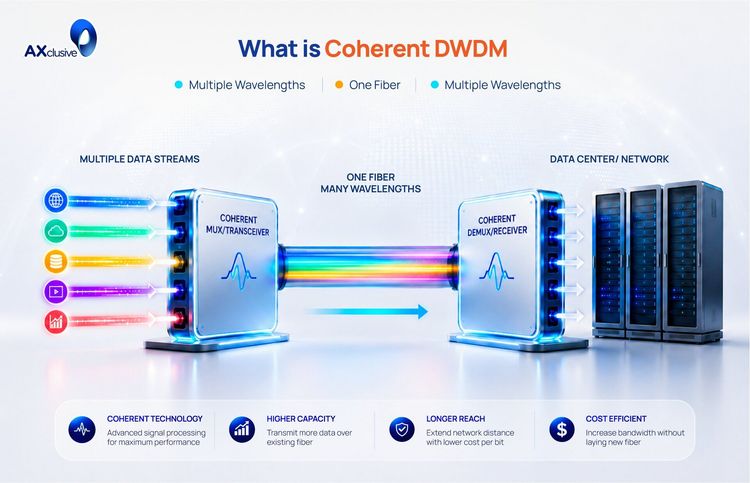 AXclusive
What is Coherent DWDM
Multiple Wavelengths
One Fiber
Multiple Wavelengths
MULTIPLE DATA STREAMS
ONE FIBER
MANY WAVELENGTHS
DATA CENTER/ NETWORK
COHERENT
MUX/TRANSCEIVER
COHERENT
DEMUX/RECEIVER
COHERENT TECHNOLOGY
Advanced signal processing
for maximum performance
HIGHER CAPACITY
Transmit more data over
existing fiber
LONGER REACH
Extend network distance
with lower cost per bit
$
COST EFFICIENT
Increase bandwidth without
laying new fiber